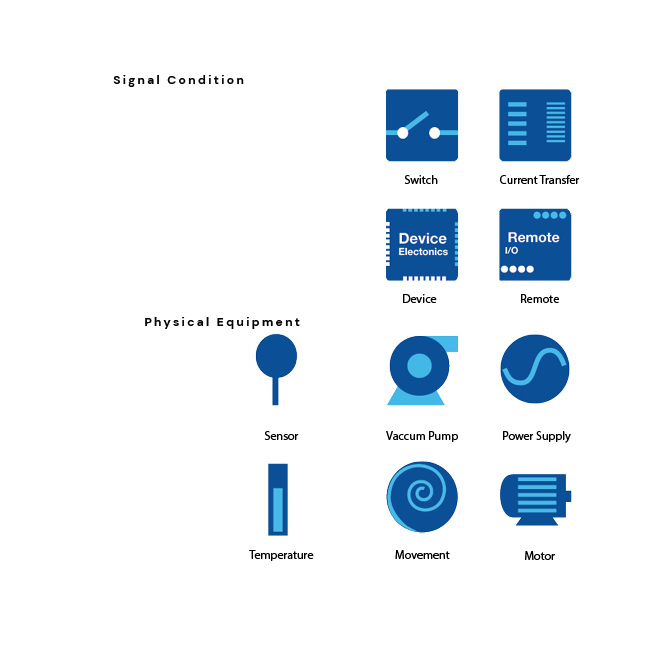 Signal Condition
Switch
Current Transfer
Device
Electronics
Remote
I/O
Device
Remote
Physical Equipment
Sensor
Vaccum Pump
Power Supply
Temperature
Movement
Motor